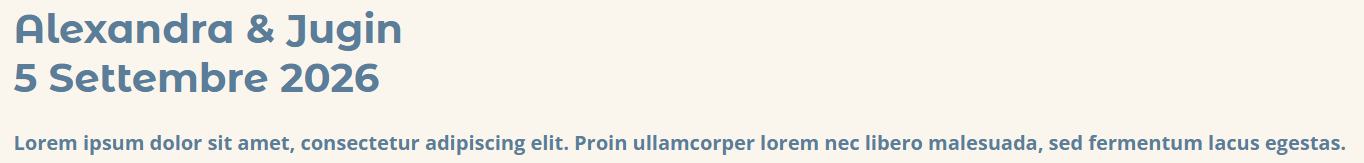 Alexandra & Jugin
5 Settembre 2026
Lorem ipsum dolor sit amet, consectetur adipiscing elit. Proin ullamcorper lorem nec libero malesuada, sed fermentum lacus egestas.